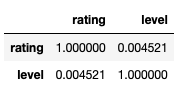 rating level
rating 1.000000 0.004521
level 0.004521 1.000000